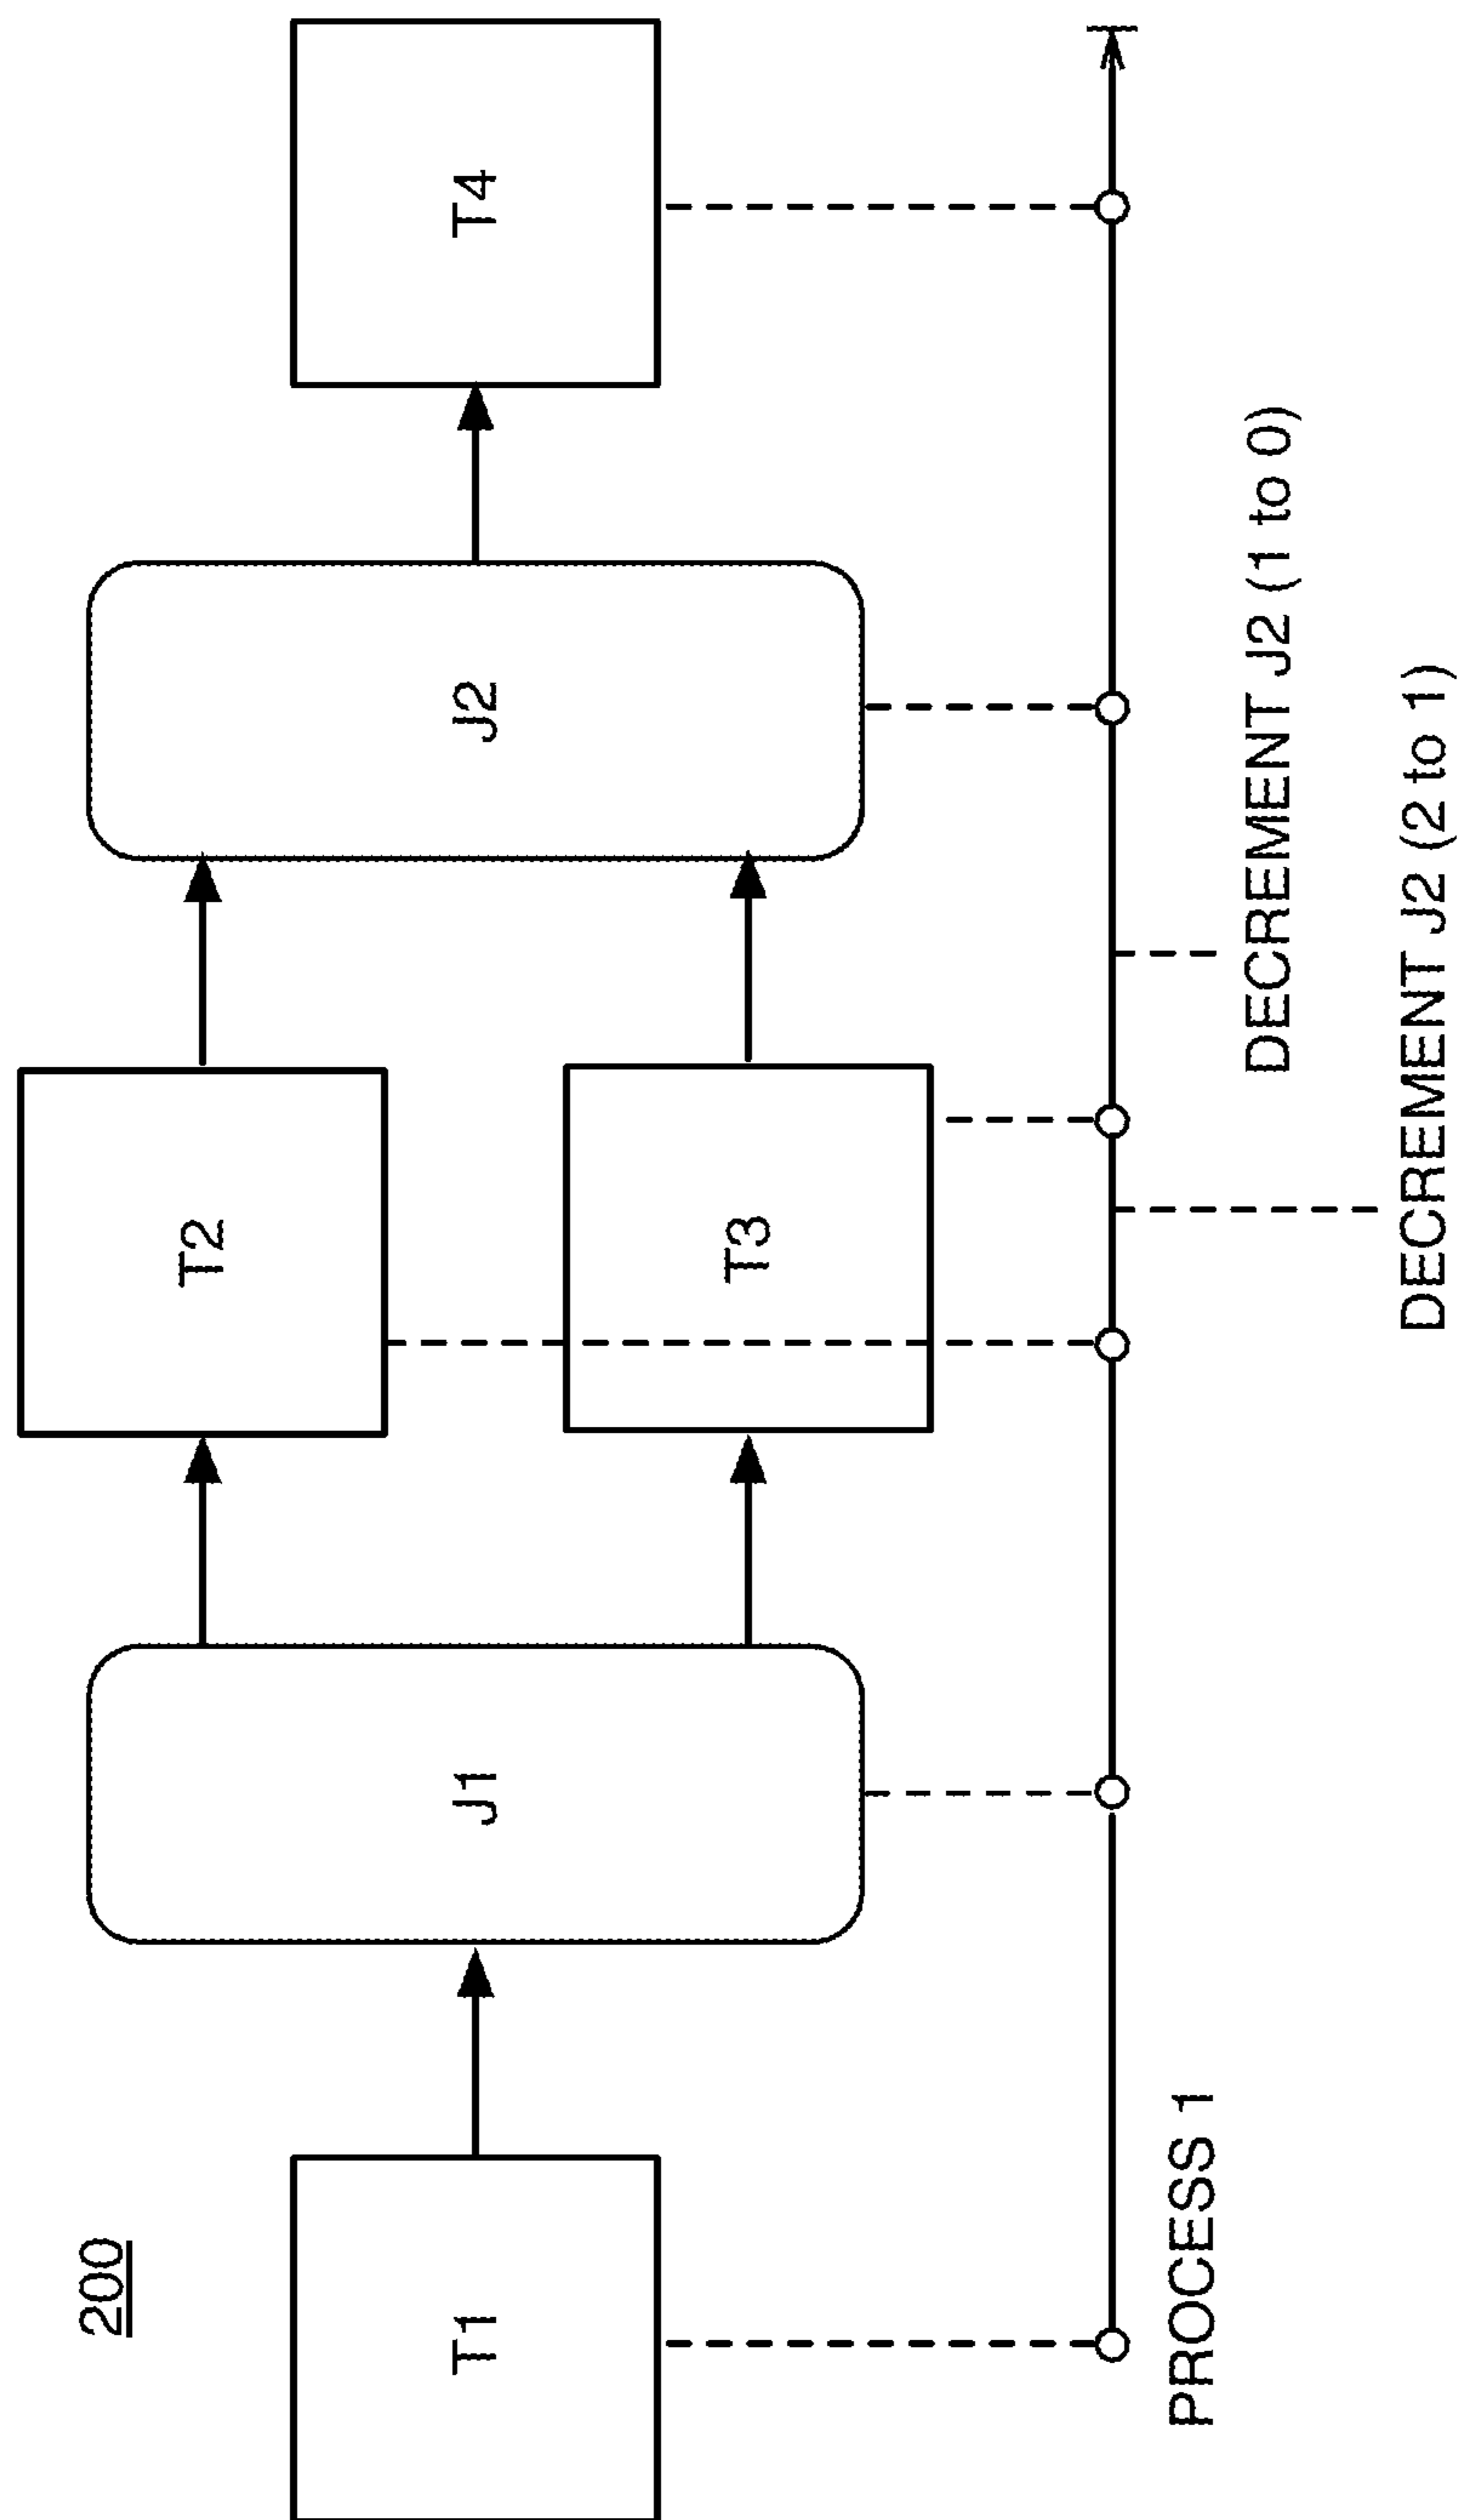 200
T1
J1
T2
T3
J2
T4
PROCESS 1
DECREMENT J2 (1 to 0)
DECREMENT J2 (2 to 1)